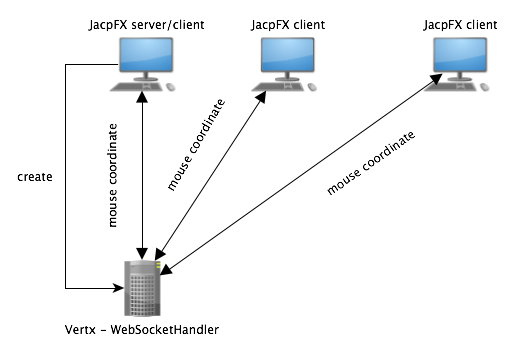 JacpFX server/client
JacpFX client
JacpFX client
create
mouse coordinate
mouse coordinate
mouse coordinate
Vertx - WebSocketHandler